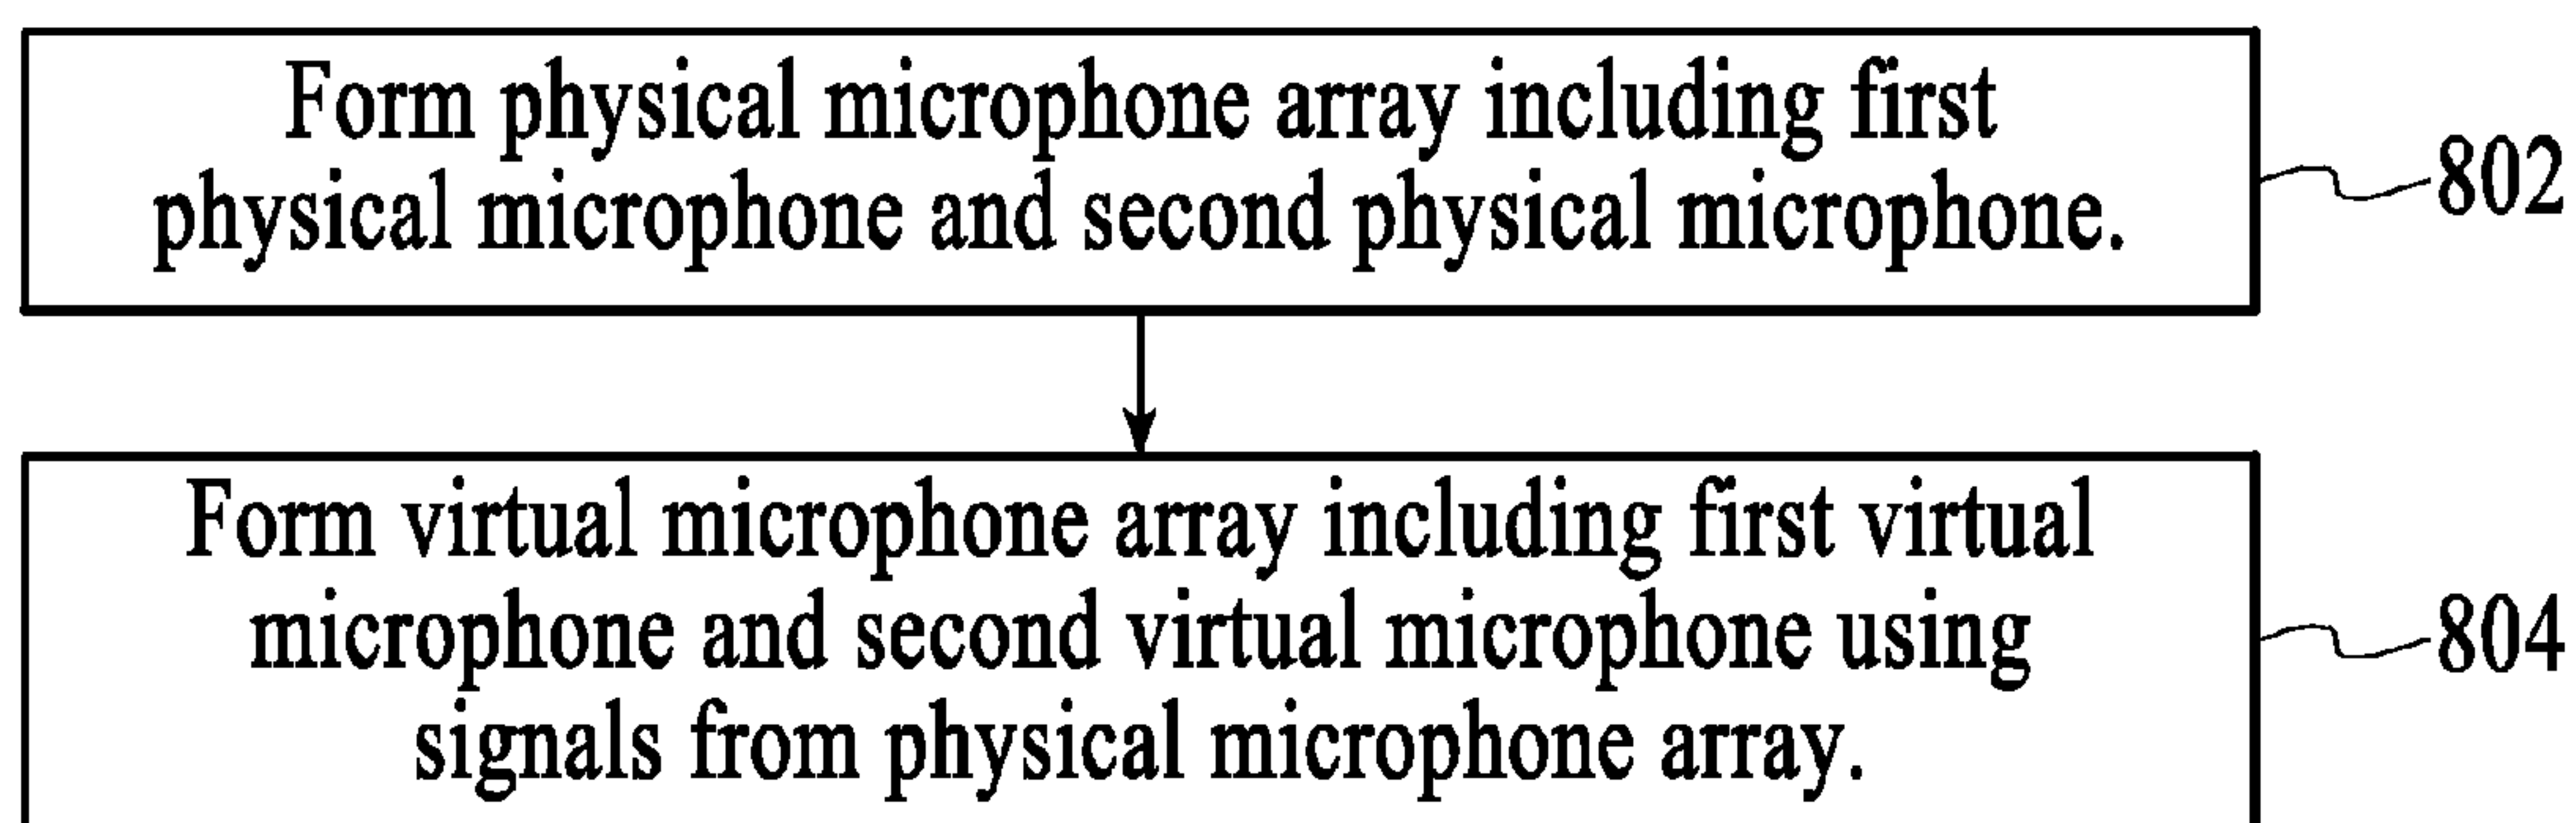 Form physical microphone array including first
physical microphone and second physical microphone.
802
Form virtual microphone array including first virtual
microphone and second virtual microphone using
signals from physical microphone array.
804